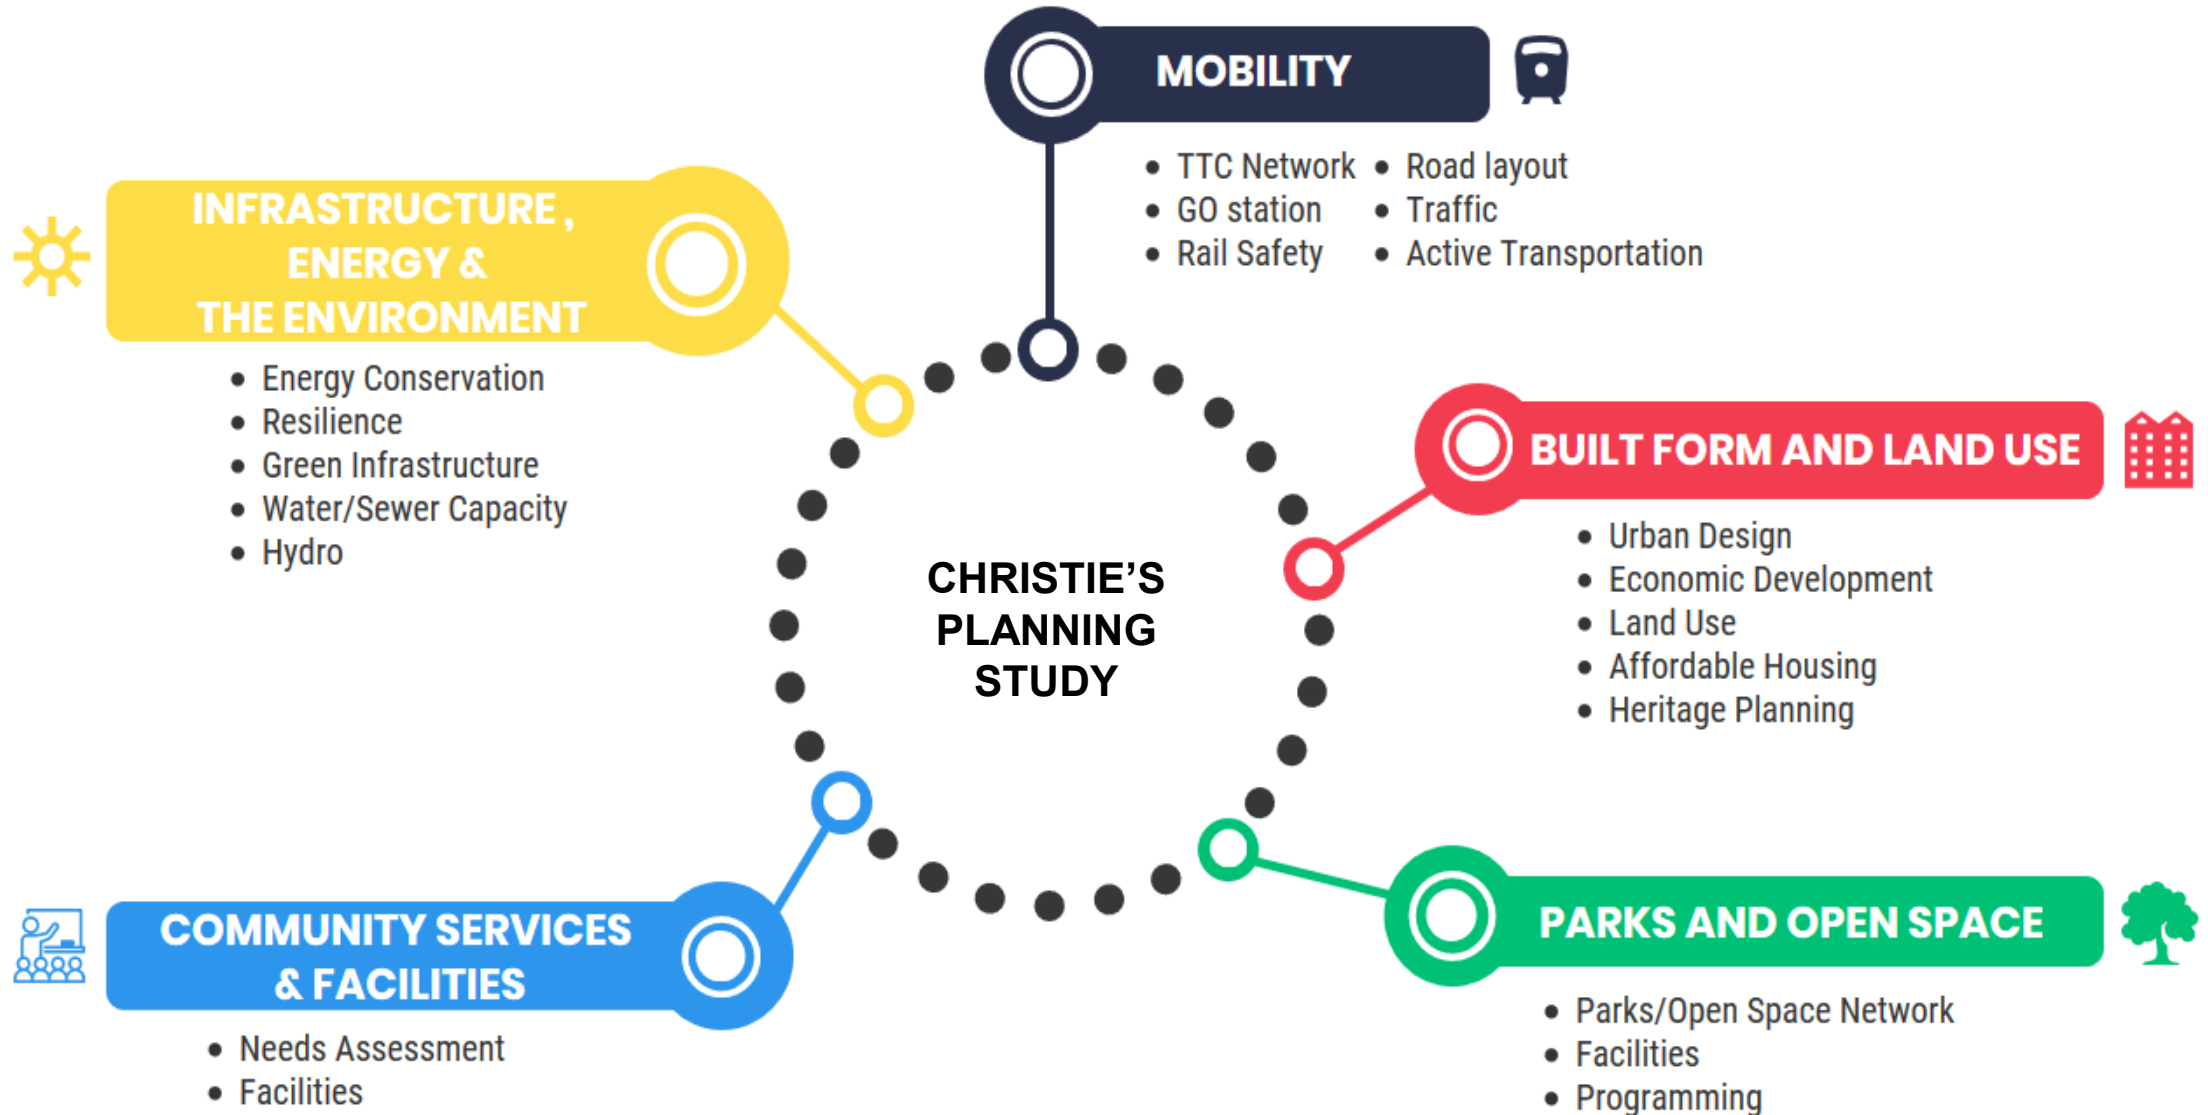 MOBILITY
• TTC Network
• GO station
• Rail Safety
• Road layout
• Traffic
• Active Transportation
INFRASTRUCTURE ,
ENERGY &
THE ENVIRONMENT
• Energy Conservation
• Resilience
• Green Infrastructure
• Water/Sewer Capacity
• Hydro
CHRISTIE’S
PLANNING
STUDY
BUILT FORM AND LAND USE
• Urban Design
• Economic Development
• Land Use
• Affordable Housing
• Heritage Planning
COMMUNITY SERVICES
& FACILITIES
• Needs Assessment
• Facilities
PARKS AND OPEN SPACE
• Parks/Open Space Network
• Facilities
• Programming